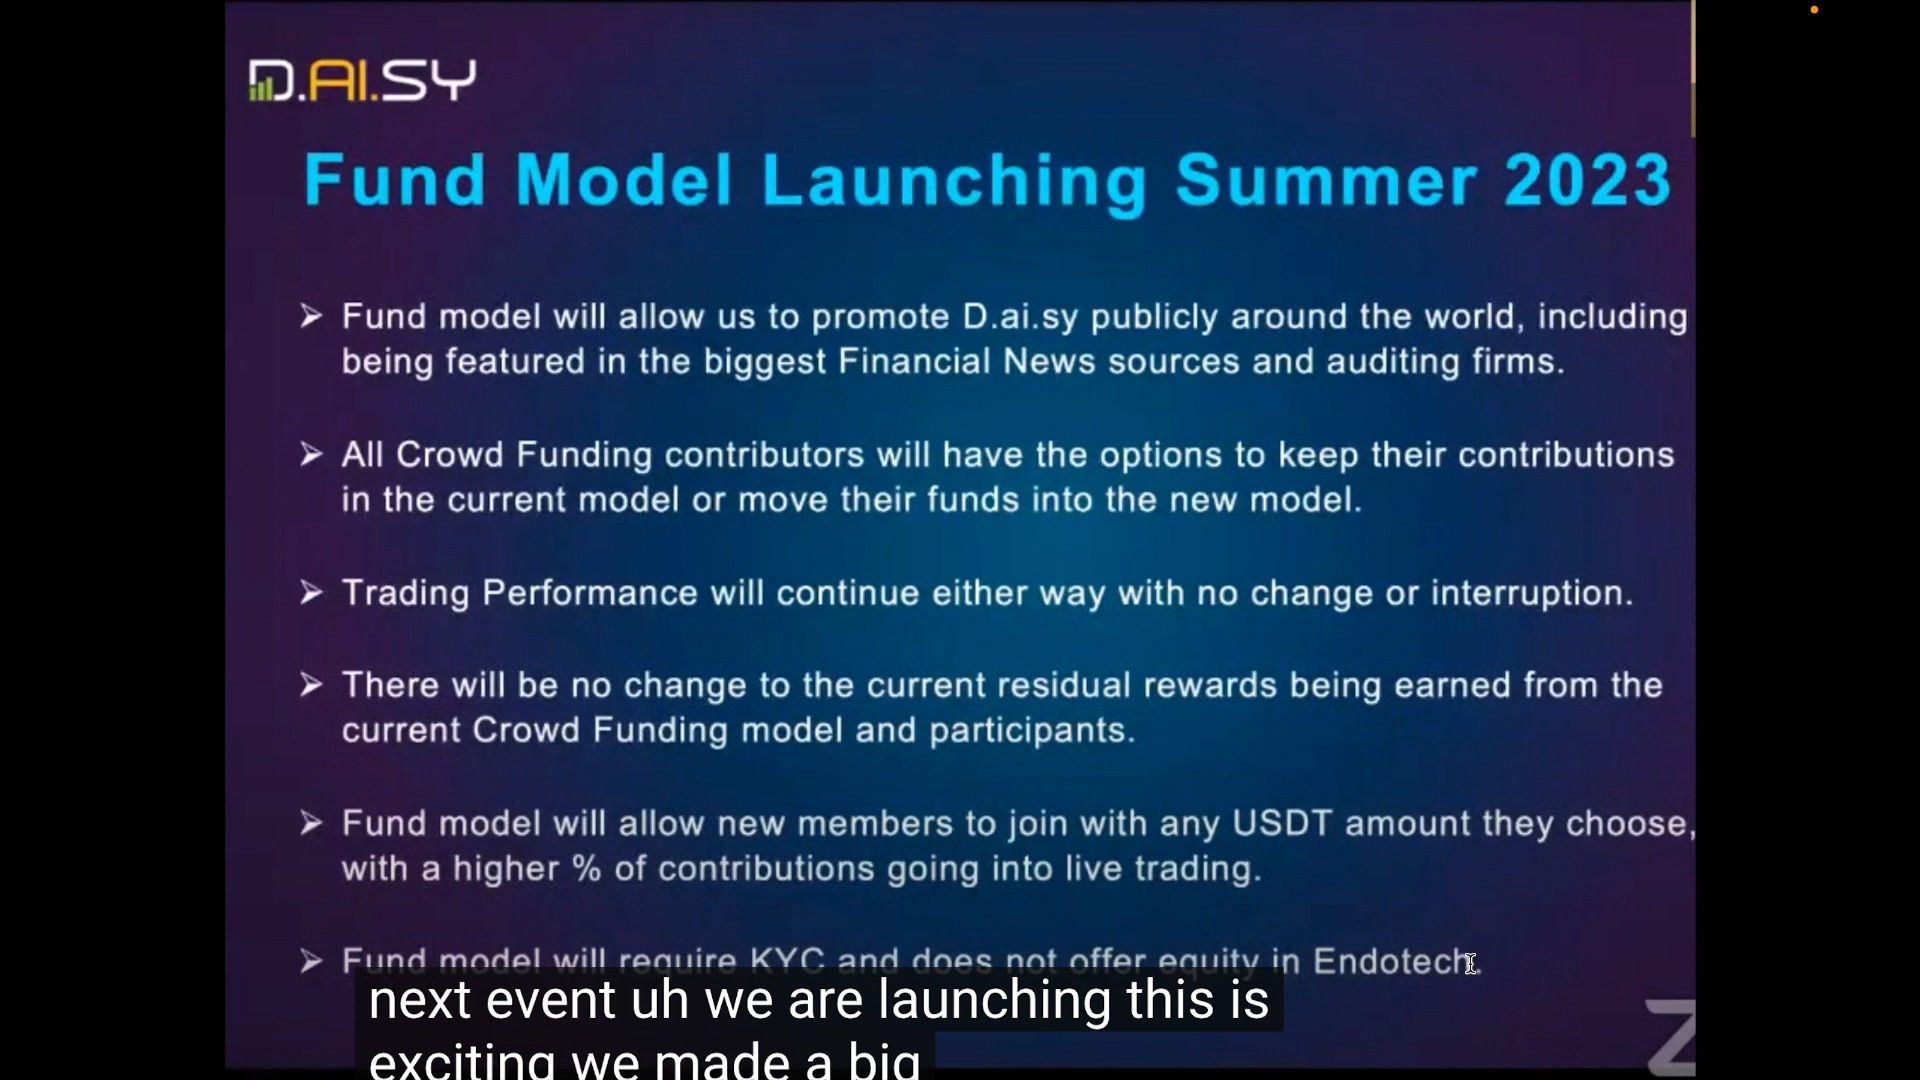 D.AI.SY
Fund Model Launching Summer 2023
➢ Fund model will allow us to promote D.ai.sy publicly around the world, including
being featured in the biggest Financial News sources and auditing firms.
➢ All Crowd Funding contributors will have the options to keep their contributions
in the current model or move their funds into the new model.
➢ Trading Performance will continue either way with no change or interruption.
➢ There will be no change to the current residual rewards being earned from the
current Crowd Funding model and participants.
➢ Fund model will allow new members to join with any USDT amount they choose,
with a higher % of contributions going into live trading.
➢ Fund model will require KYC and does not offer equity in Endotech.
next event uh we are launching this is
exciting we made a big
Z